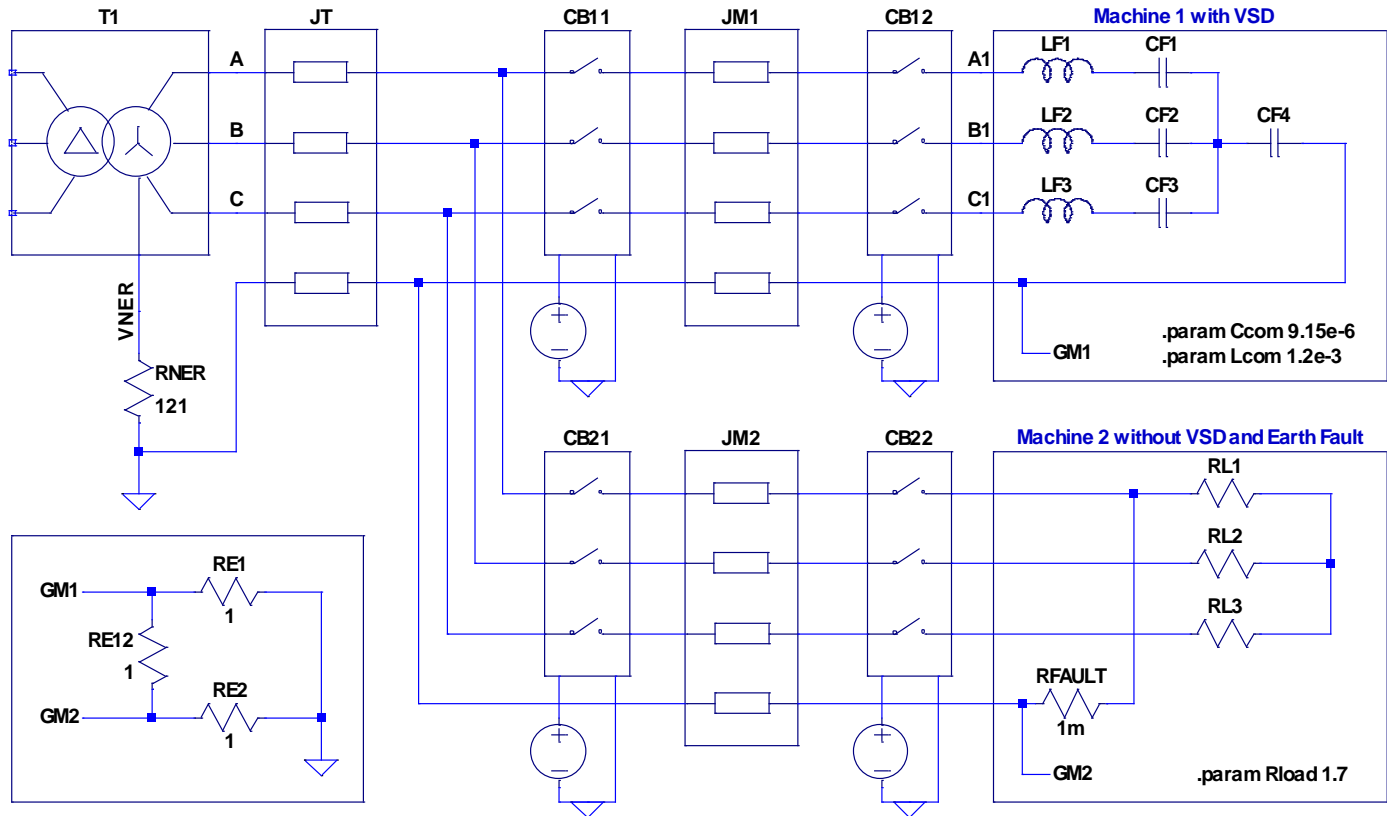 T1
JT
CB11
JM1
CB12
Machine 1 with VSD
A
B
C
A1
B1
C1
LF1
CF1
LF2
CF2
CF4
LF3
CF3
VNER
RNER
121
+
−
+
−
GM1
.param Ccom 9.15e-6
.param Lcom 1.2e-3
CB21
JM2
CB22
Machine 2 without VSD and Earth Fault
RL1
RL2
RL3
RFAULT
1m
GM2
.param Rload 1.7
+
−
+
−
GM1
RE1
1
RE12
1
GM2
RE2
1